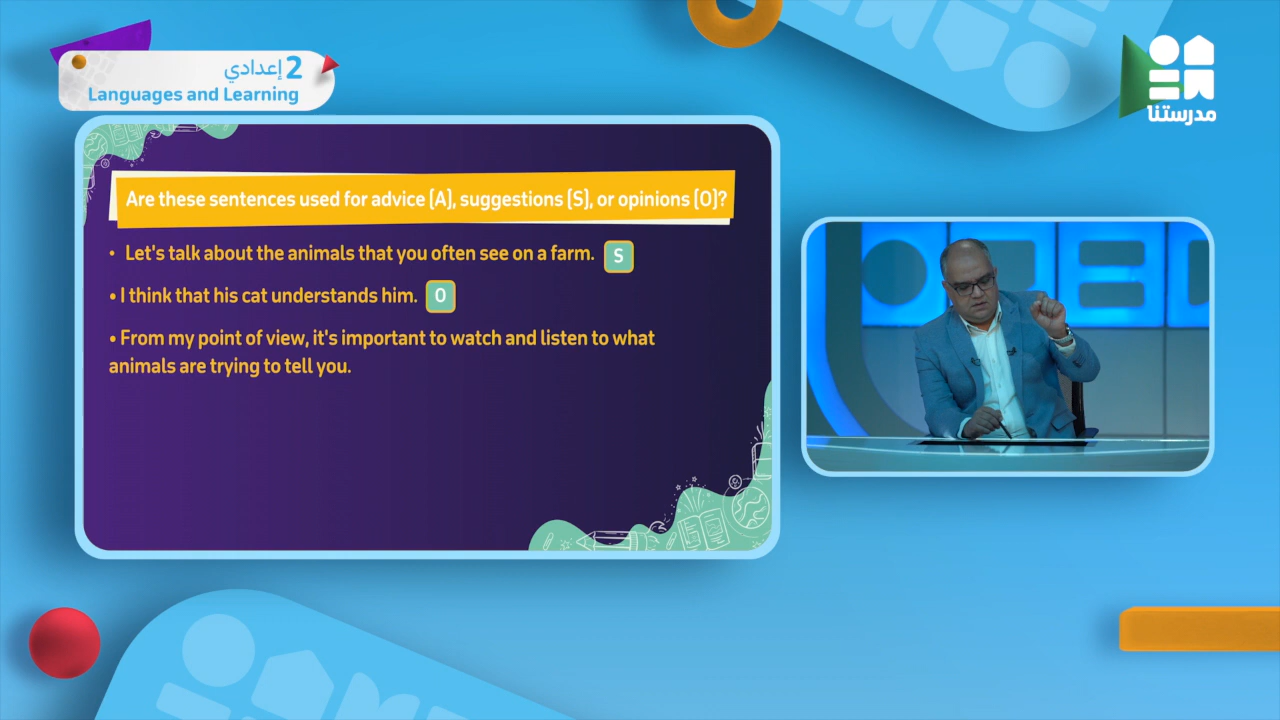 2 إعدادي
Languages and Learning
مدرستنا
Are these sentences used for advice (A), suggestions (S), or opinions (O)?
• Let's talk about the animals that you often see on a farm. S
• I think that his cat understands him. O
• From my point of view, it's important to watch and listen to what
animals are trying to tell you.